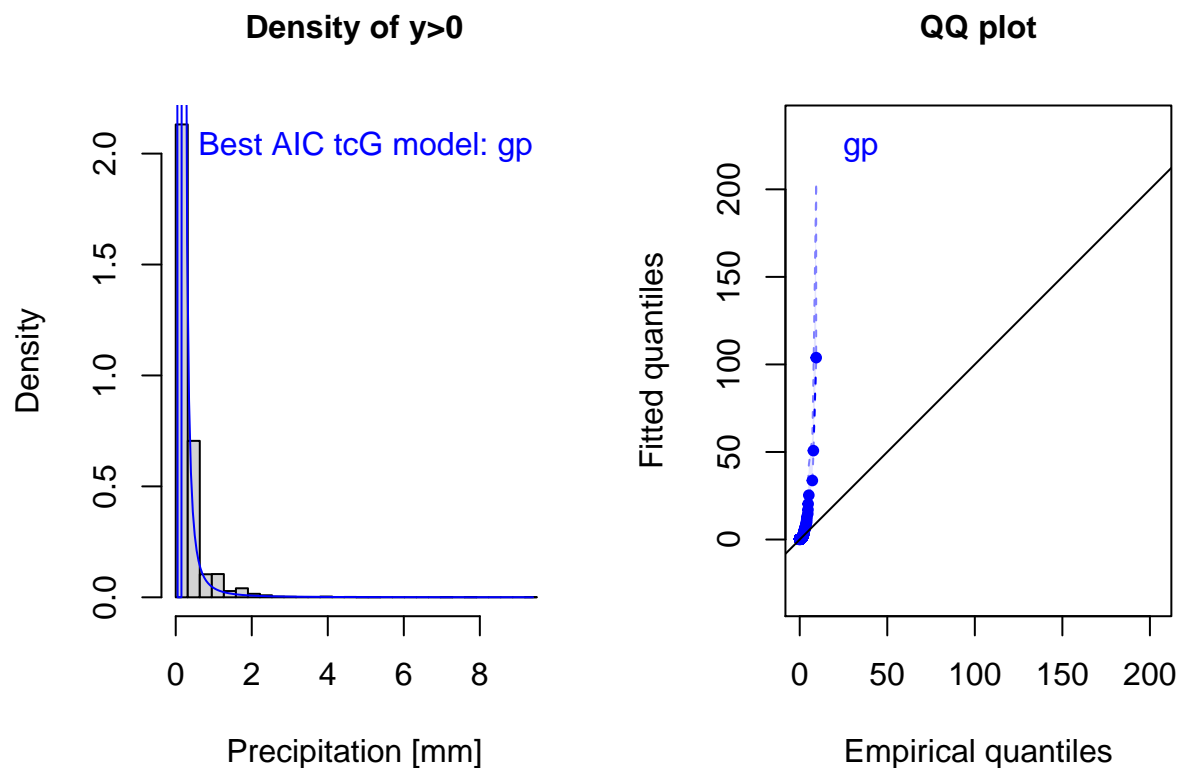 Density of y>0
Best AIC tcG model: gp
Density
2.0
1.5
1.0
0.5
0.0
0 2 4 6 8
Precipitation [mm]
QQ plot
gp
Fitted quantiles
200
150
100
50
0
0 50 100 150 200
Empirical quantiles